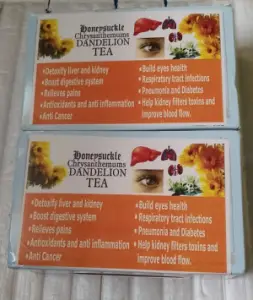 Honeysuckle
Chrysanthemoms
DANDELION
TEA
•Detoxify liver and kidney
•Boost digestive system
•Relieves pains
•Antioxidants and anti inflammation
•Anti Cancer
•Build eyes health
•Respiratory tract infections
•Pneumonia and Diabetes
•Help kidney filters toxins and
improve blood flow.
Honeysuckle
Chrysanthemoms
DANDELION
TEA
•Detoxify liver and kidney
•Boost digestive system
•Relieves pains
•Antioxidants and anti inflammation
•Anti Cancer
•Build eyes health
•Respiratory tract infections
•Pneumonia and Diabetes
•Help kidney filters toxins and
improve blood flow.